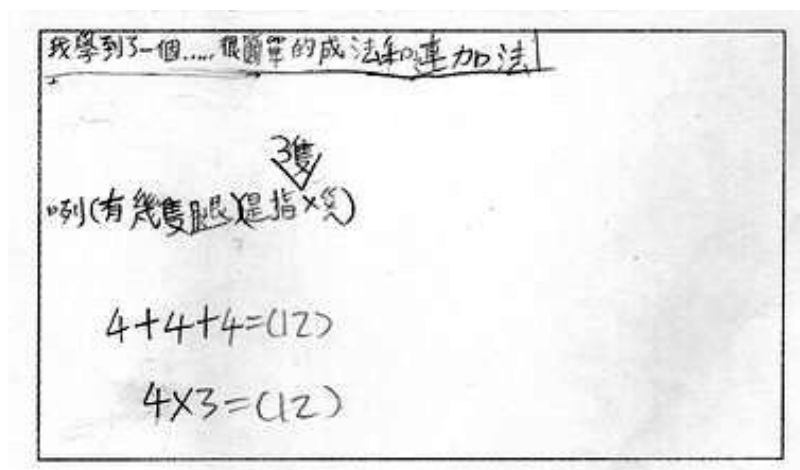 我學到了一個.....很簡單的成法和連加法
3隻
咧(有幾隻腿)(是指
4+4+4=(12)
4×3=(12)